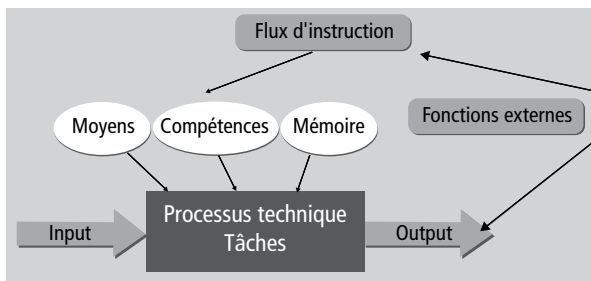 Flux d'instruction
Moyens
Compétences
Mémoire
Fonctions externes
Input
Processus technique
Tâches
Output